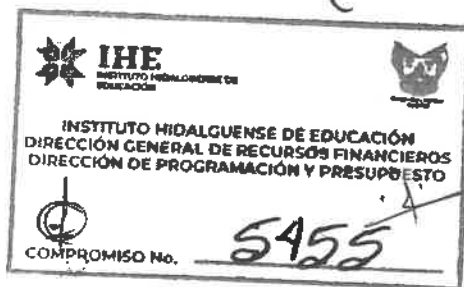 IHE
INSTITUTO HIDALGUENSE DE
EDUCACIÓN
INSTITUTO HIDALGUENSE DE EDUCACIÓN
DIRECCIÓN GENERAL DE RECURSOS FINANCIEROS
DIRECCIÓN DE PROGRAMACIÓN Y PRESUPUESTO
COMPROMISO No. 5455